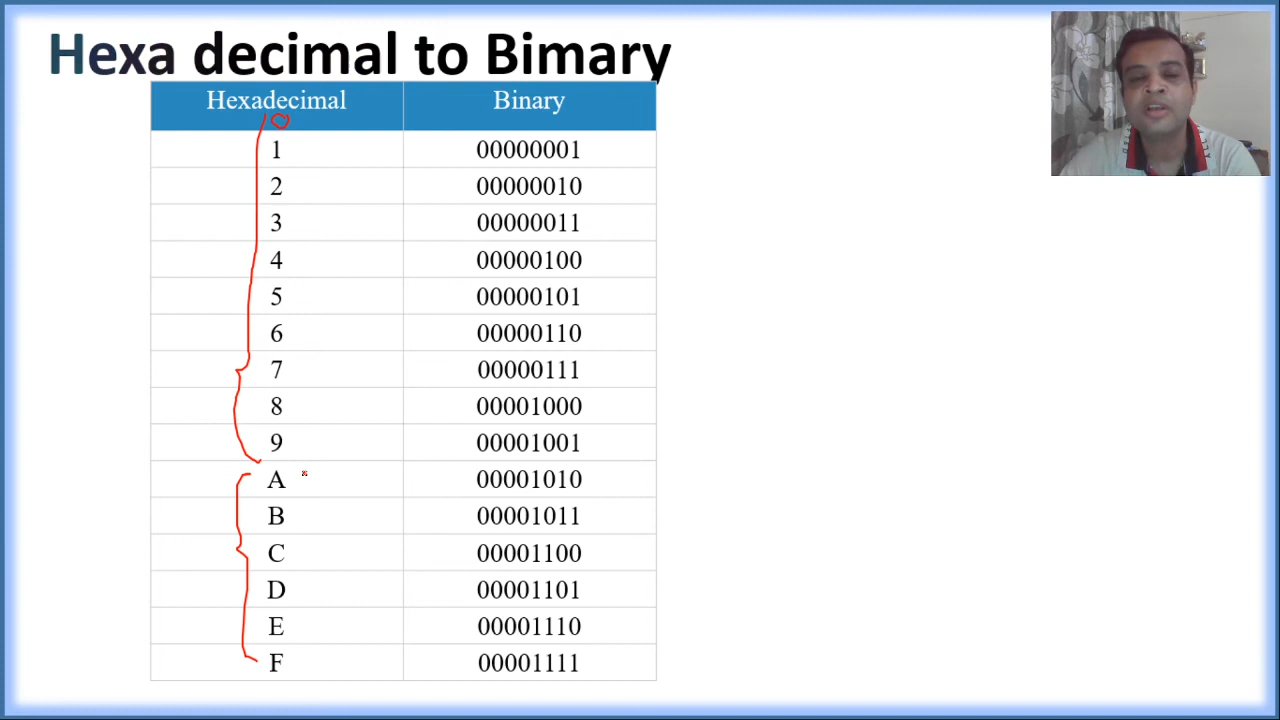 Hexa decimal to Bimary
Hexadecimal Binary
0
1 00000001
2 00000010
3 00000011
4 00000100
5 00000101
6 00000110
7 00000111
8 00001000
9 00001001
A 00001010
B 00001011
C 00001100
D 00001101
E 00001110
F 00001111